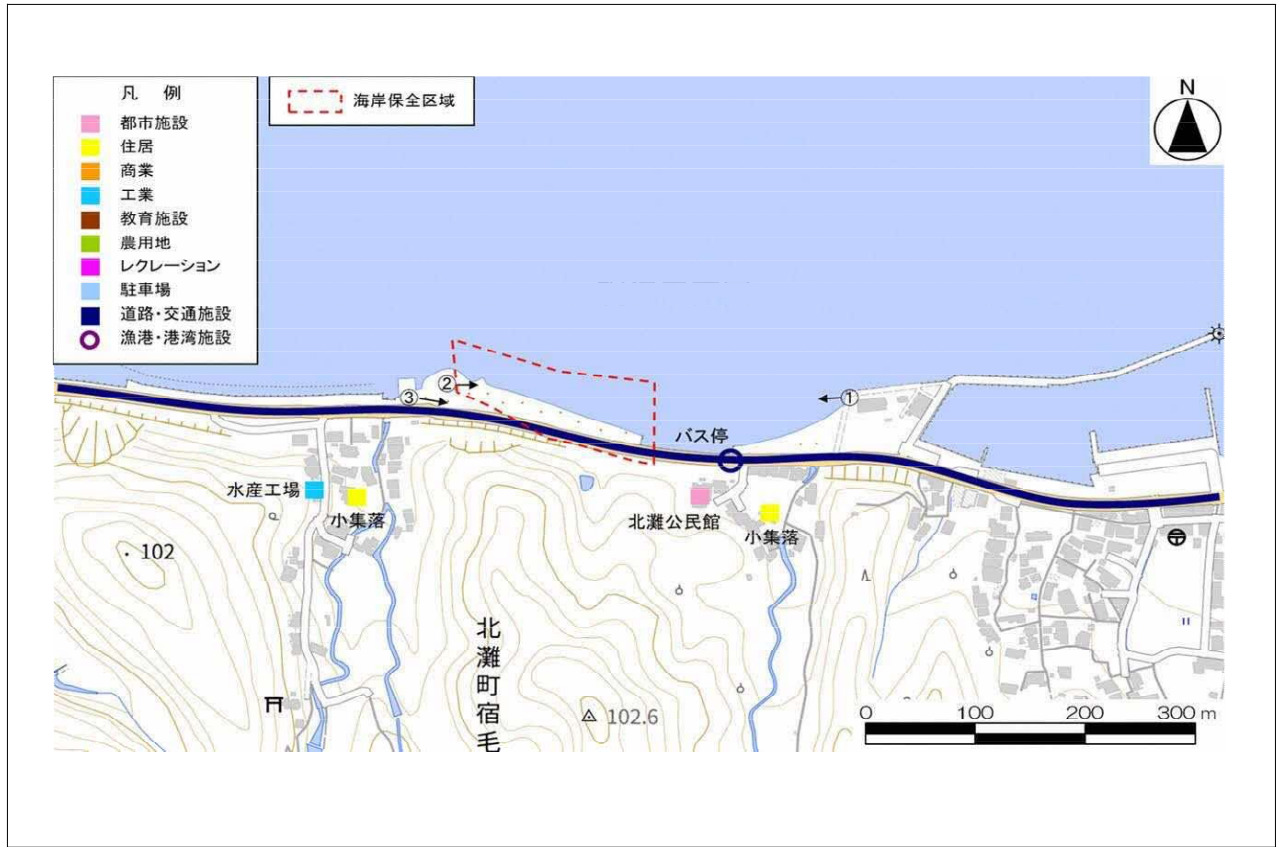 凡 例
都市施設
住居
商業
工業
教育施設
農用地
レクレーション
駐車場
道路・交通施設
漁港・港湾施設
海岸保全区域
N
②
③
①
バス停
水産工場
小集落
北灘公民館
小集落
102
北灘町宿毛
102.6
0 100 200 300 m